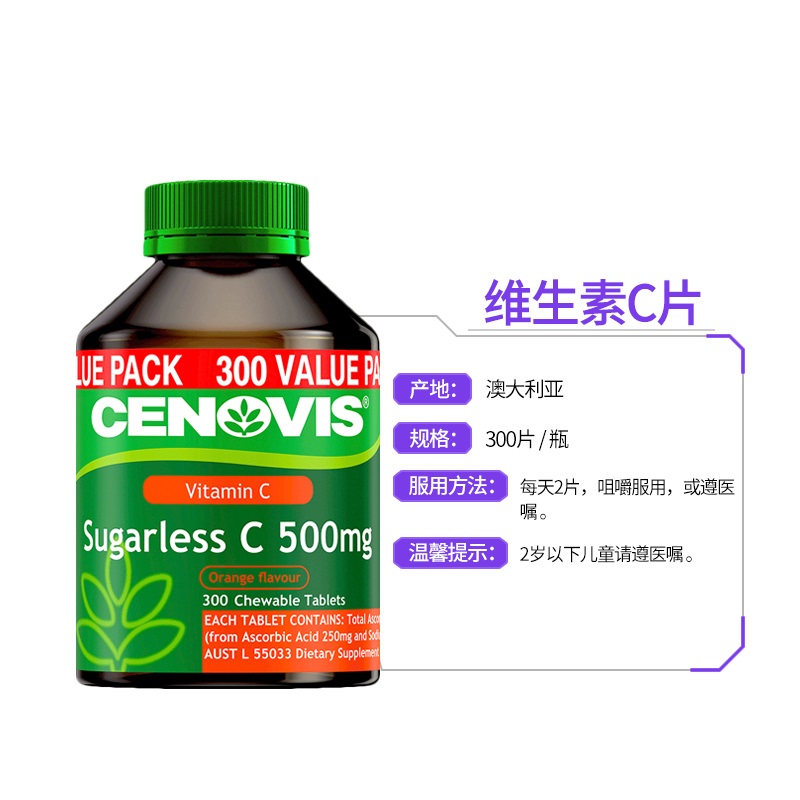 LUE PACK 300 VALUE PA
CENOVIS®
Vitamin C
Sugarless C 500mg
Orange flavour
300 Chewable Tablets
EACH TABLET CONTAINS: Total Asco
(from Ascorbic Acid 250mg and Sodi
AUST L 55033 Dietary Supplement
维生素C片
产地： 澳大利亚
规格： 300片 / 瓶
服用方法： 每天2片，咀嚼服用，或遵医
嘱。
温馨提示： 2岁以下儿童请遵医嘱。